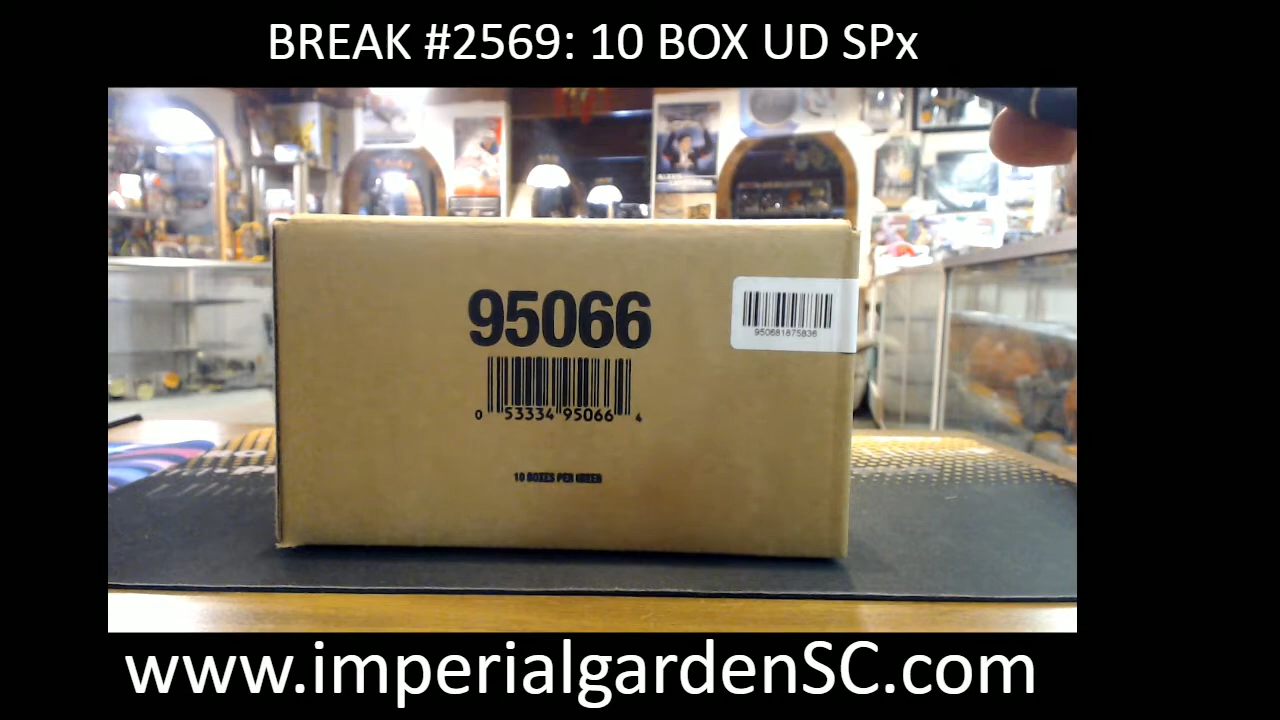 BREAK #2569: 10 BOX UD SPx
95066
950681875836
0 53334 95066 4
10 BOXES PER INNER
www.imperialgardenSC.com